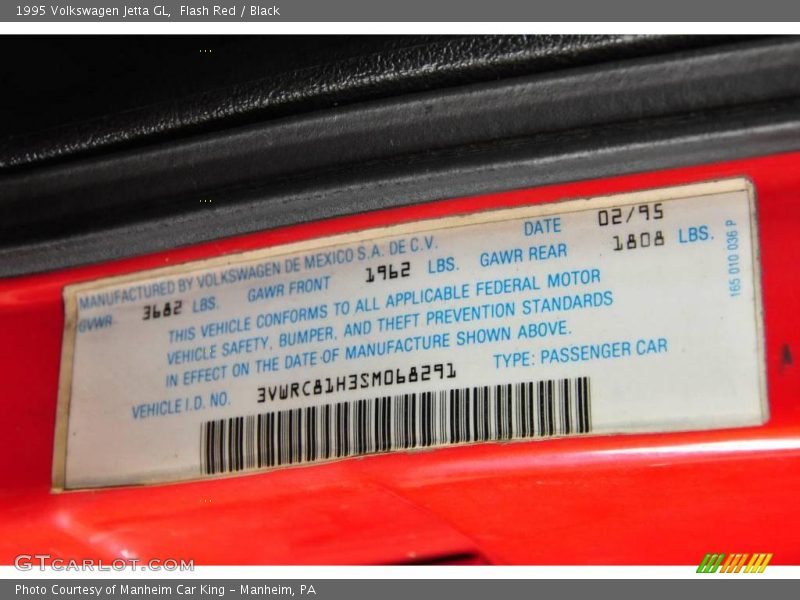 1995 Volkswagen Jetta GL, Flash Red / Black
MANUFACTURED BY VOLKSWAGEN DE MEXICO S.A. DE C.V. DATE 02/95
GVWR 3682 LBS. GAWR FRONT 1962 LBS. GAWR REAR 1808 LBS.
THIS VEHICLE CONFORMS TO ALL APPLICABLE FEDERAL MOTOR
VEHICLE SAFETY, BUMPER, AND THEFT PREVENTION STANDARDS
IN EFFECT ON THE DATE OF MANUFACTURE SHOWN ABOVE.
VEHICLE I.D. NO. 3VWRC81H3SM068291 TYPE: PASSENGER CAR
165 010 036 P
GTCARLOT.COM
Photo Courtesy of Manheim Car King - Manheim, PA